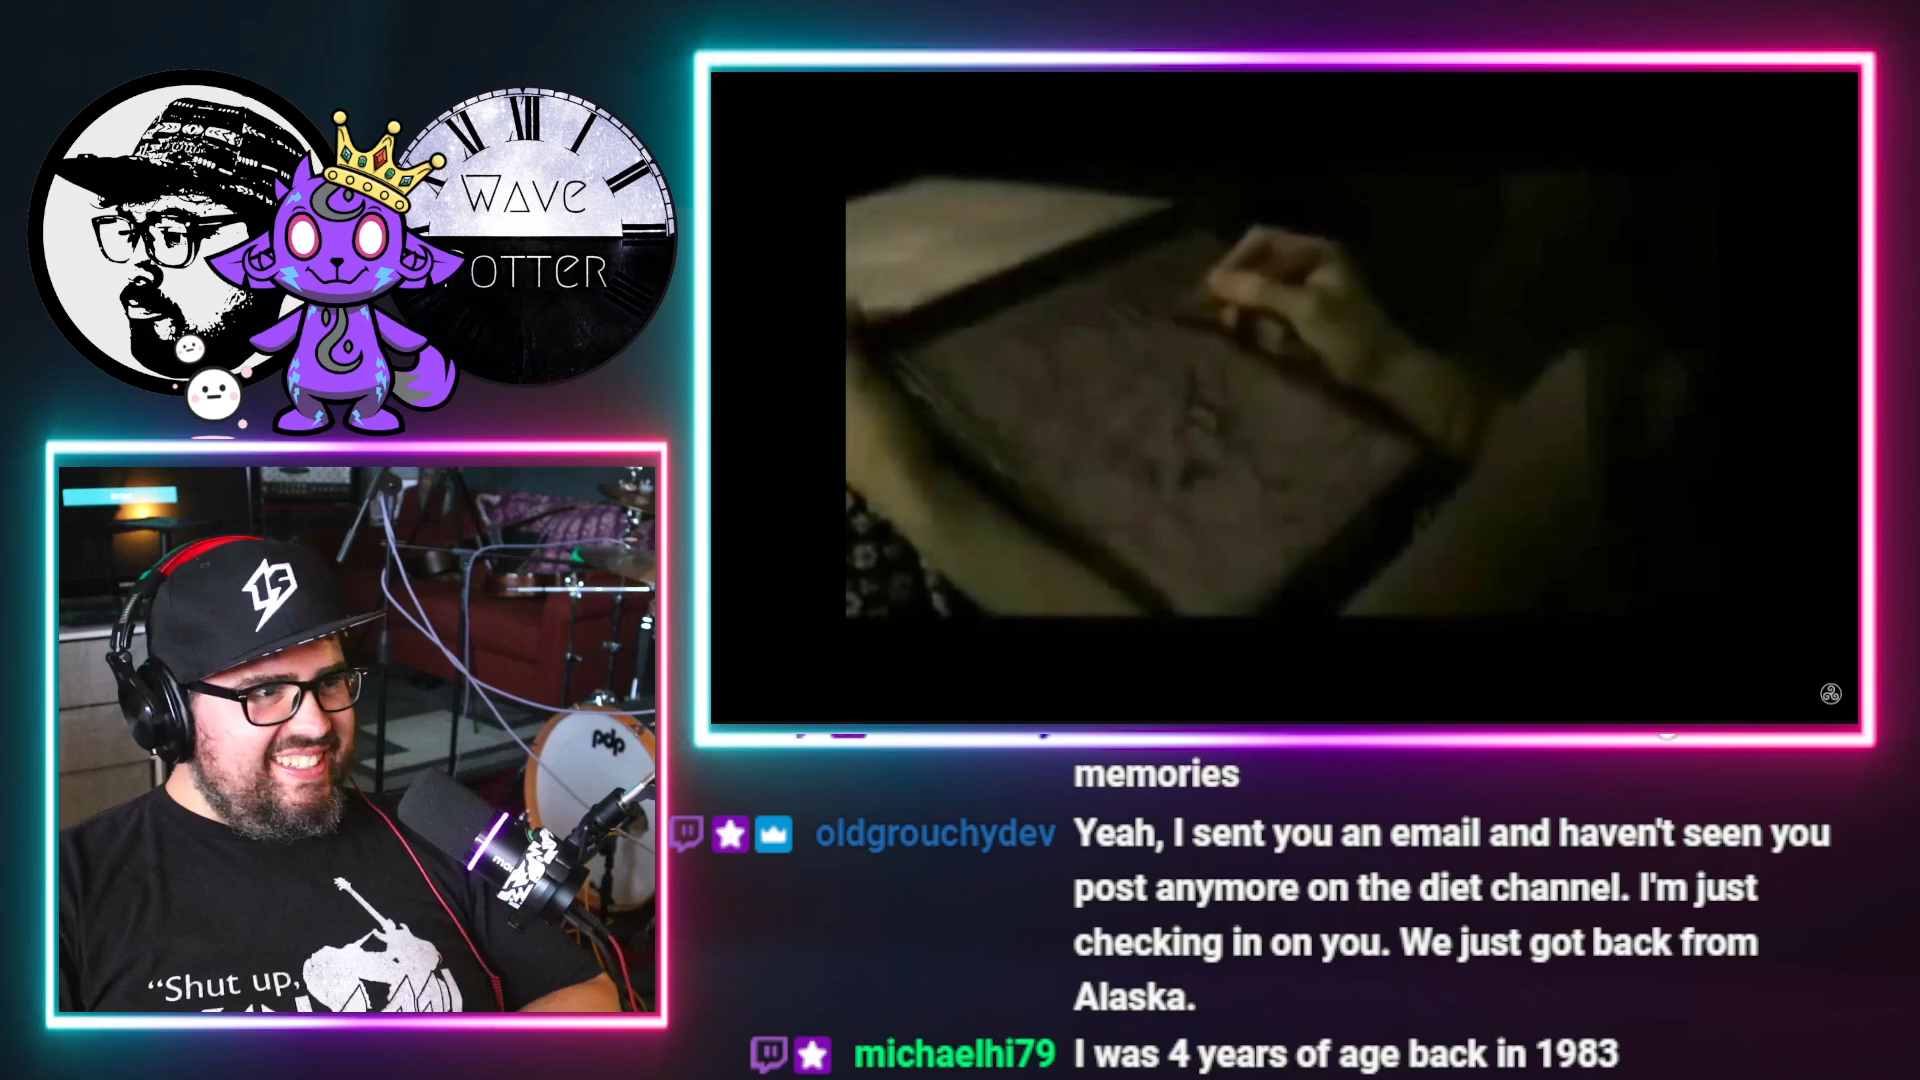 WAVE
OTTER
pdp
"Shut up,
memories
oldgrouchydev Yeah, I sent you an email and haven't seen you
post anymore on the diet channel. I'm just
checking in on you. We just got back from
Alaska.
michaelhi79 I was 4 years of age back in 1983